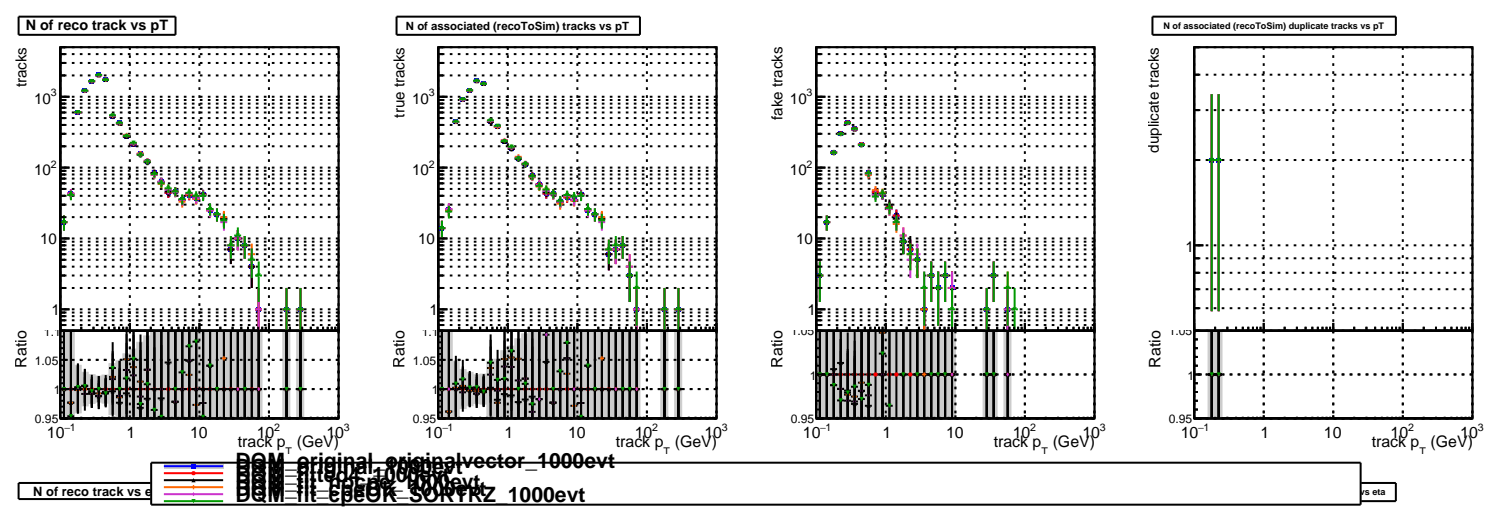 N of reco track vs pT
N of associated (recoToSim) tracks vs pT
N of associated (recoToSim) duplicate tracks vs pT
tracks
10³
10²
10
1
Ratio
1.1
1.05
1
0.95
10⁻¹ 1 10 10² 10³
track p_T (GeV)
true tracks
10³
10²
10
1
Ratio
1.1
1.05
1
0.95
10⁻¹ 1 10 10² 10³
track p_T (GeV)
fake tracks
10³
10²
10
1
Ratio
1.05
1
0.95
10⁻¹ 1 10 10² 10³
track p_T (GeV)
duplicate tracks
1
Ratio
1.05
1
0.95
10⁻¹ 1 10 10² 10³
track p_T (GeV)
DQM_original_originalvector_1000evt
DQM_fit_cpeOK_SORTRZ_1000evt
N of reco track vs e
vs eta